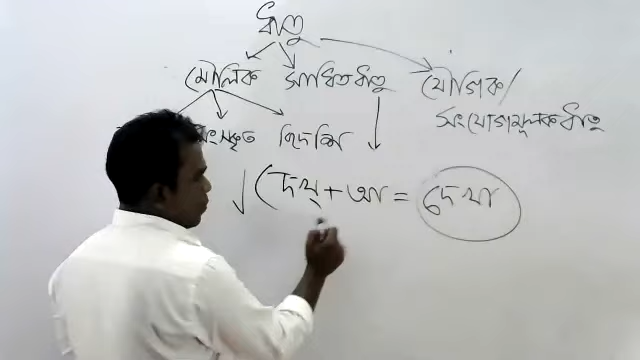 ধাতু
মৌলিক সাধিত ধাতু যৌগিক/
সংযোগমূলক ধাতু
সংস্কৃত বিদেশি
√দেখ্ + আ = দেখা